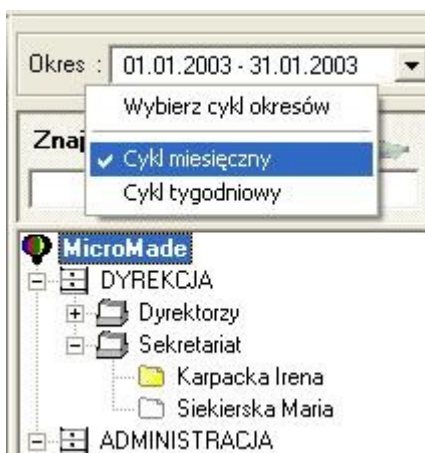 Okres : 01.01.2003 - 31.01.2003
Wybierz cykl okresów
Znaj
Cykl miesięczny
Cykl tygodniowy
MicroMade
DYREKCJA
Dyrektorzy
Sekretariat
Karpacka Irena
Siekierska Maria
ADMINISTRACJA